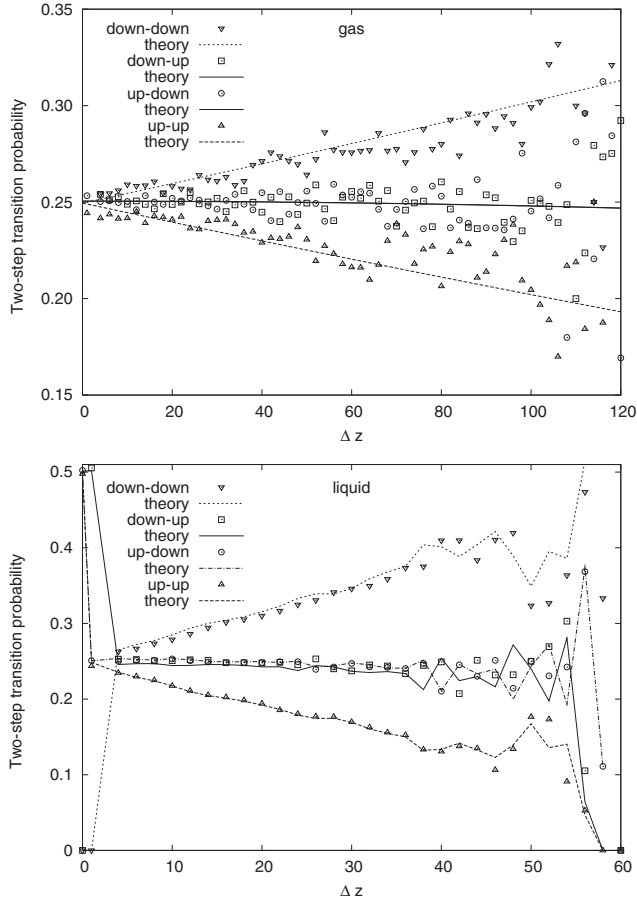 0.35
0.30
0.25
0.20
0.15
Two-step transition probability
down-down
theory
down-up
theory
up-down
theory
up-up
theory
gas
0 20 40 60 80 100 120
Δ z
0.5
0.4
0.3
0.2
0.1
0
Two-step transition probability
down-down
theory
down-up
theory
up-down
theory
up-up
theory
liquid
0 10 20 30 40 50 60
Δ z